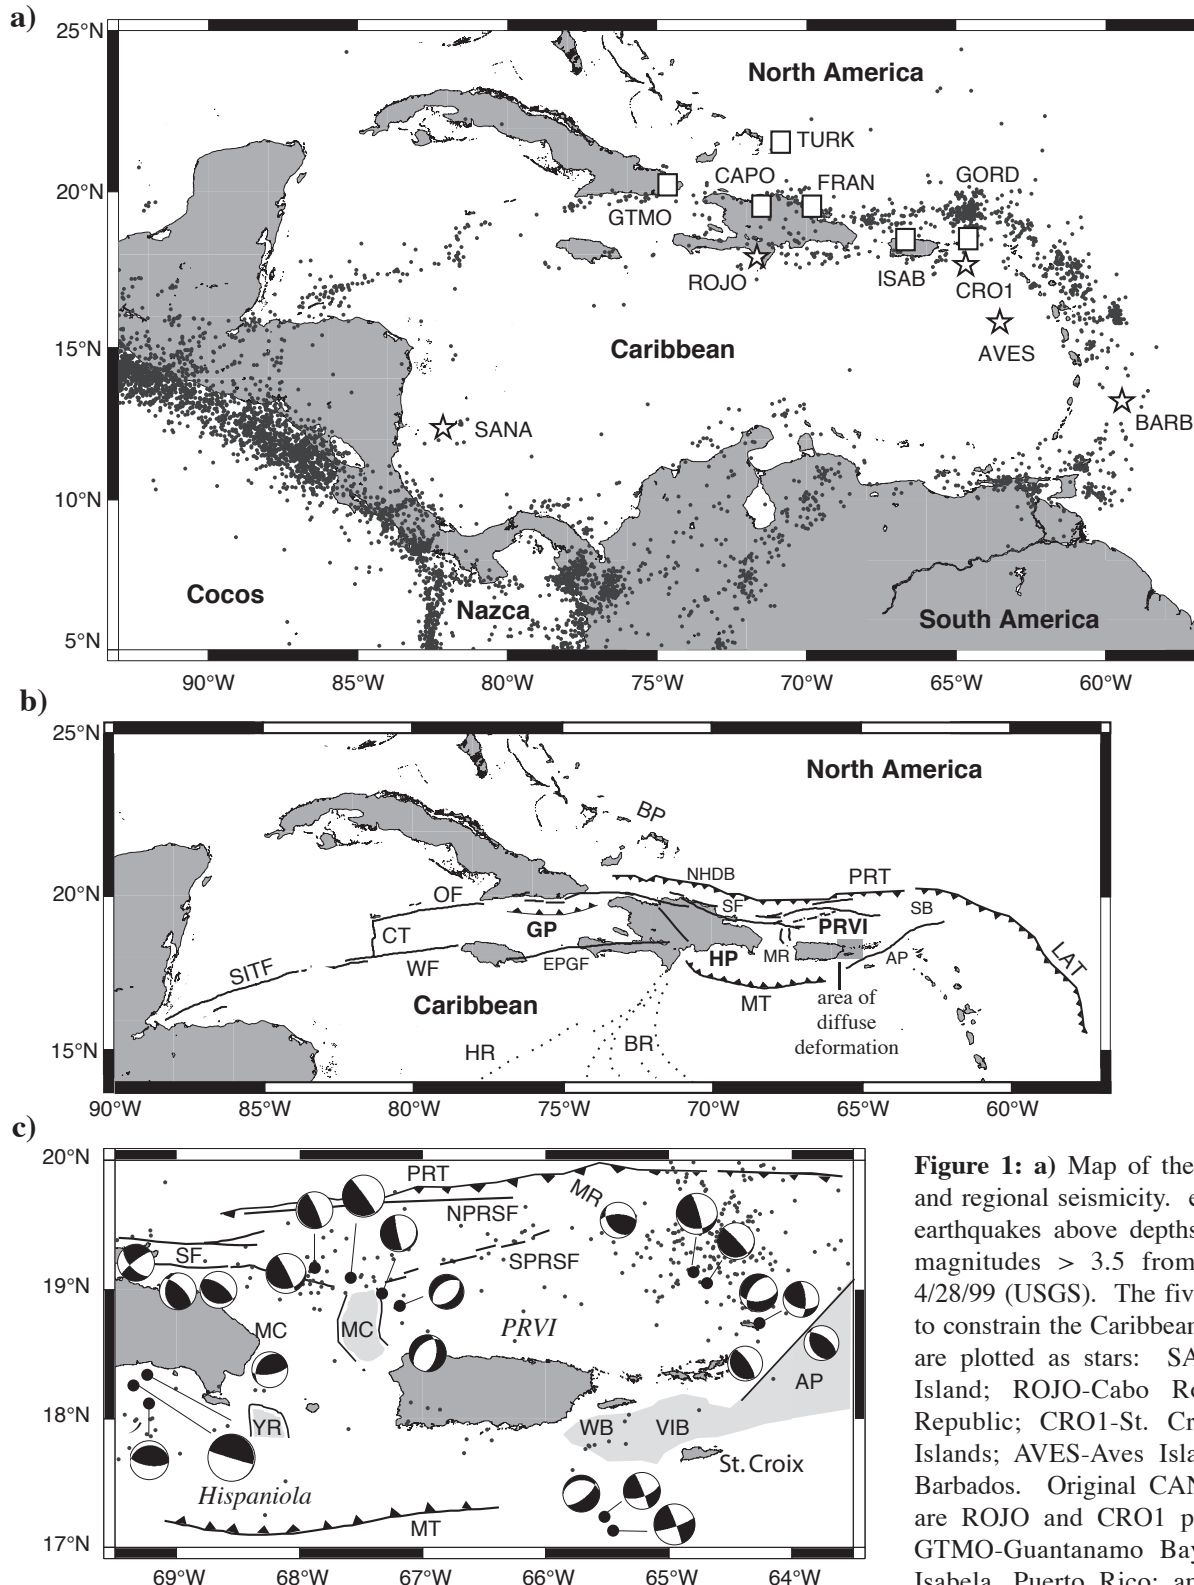 a)
25°N
20°N
15°N
10°N
5°N
North America
TURK
CAPO
FRAN
GORD
GTMO
ROJO
ISAB
CRO1
AVES
Caribbean
SANA
BARB
Cocos
Nazca
South America
90°W 85°W 80°W 75°W 70°W 65°W 60°W
b)
25°N
20°N
15°N
North America
BP
NHDB
PRT
OF
SF
SB
GP
PRVI
CT
HP
MR
AP
LAT
SITF
WF
EPGF
MT
Caribbean
area of
diffuse
deformation
HR
BR
90°W 85°W 80°W 75°W 70°W 65°W 60°W
c)
20°N
19°N
18°N
17°N
PRT
MR
NPRSF
SF
SPRSF
MC
MC
PRVI
AP
YR
WB
VIB
St. Croix
Hispaniola
MT
69°W 68°W 67°W 66°W 65°W 64°W
Figure 1: a) Map of the
and regional seismicity. e
earthquakes above depths
magnitudes > 3.5 from
4/28/99 (USGS). The fiv
to constrain the Caribbean
are plotted as stars: SA
Island; ROJO-Cabo Ro
Republic; CRO1-St. Cr
Islands; AVES-Aves Isla
Barbados. Original CAN
are ROJO and CRO1 p
GTMO-Guantanamo Bay
Isabela, Puerto Rico; an